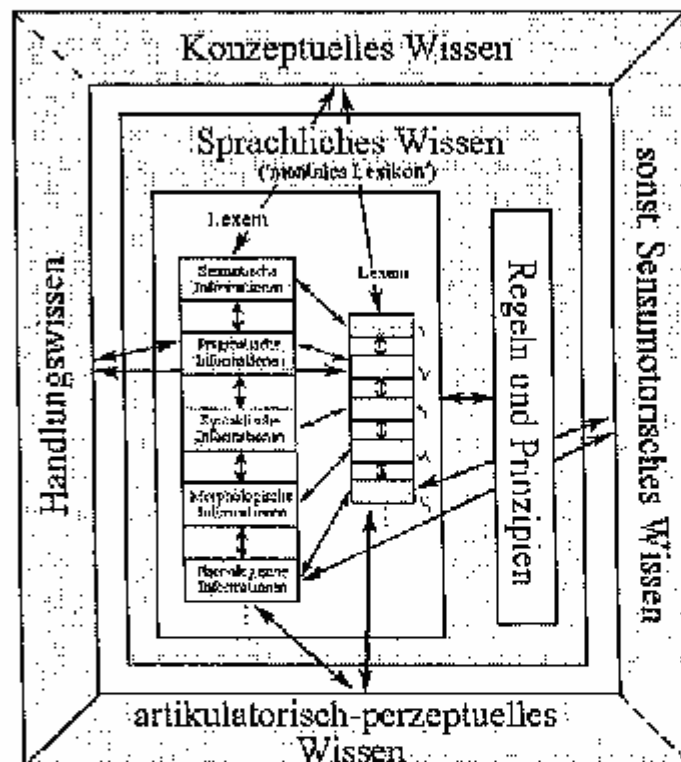 Konzeptuelles Wissen
Sprachliches Wissen
('mentales Lexikon')
Lexem
Lexem
Semantische
Informationen
Pragmatische
Informationen
Syntaktische
Informationen
Morphologische
Informationen
Phonologische
Informationen
Regeln und Prinzipien
Handlungswissen
sonst. Sensumotorisches Wissen
artikulatorisch-perzeptuelles
Wissen